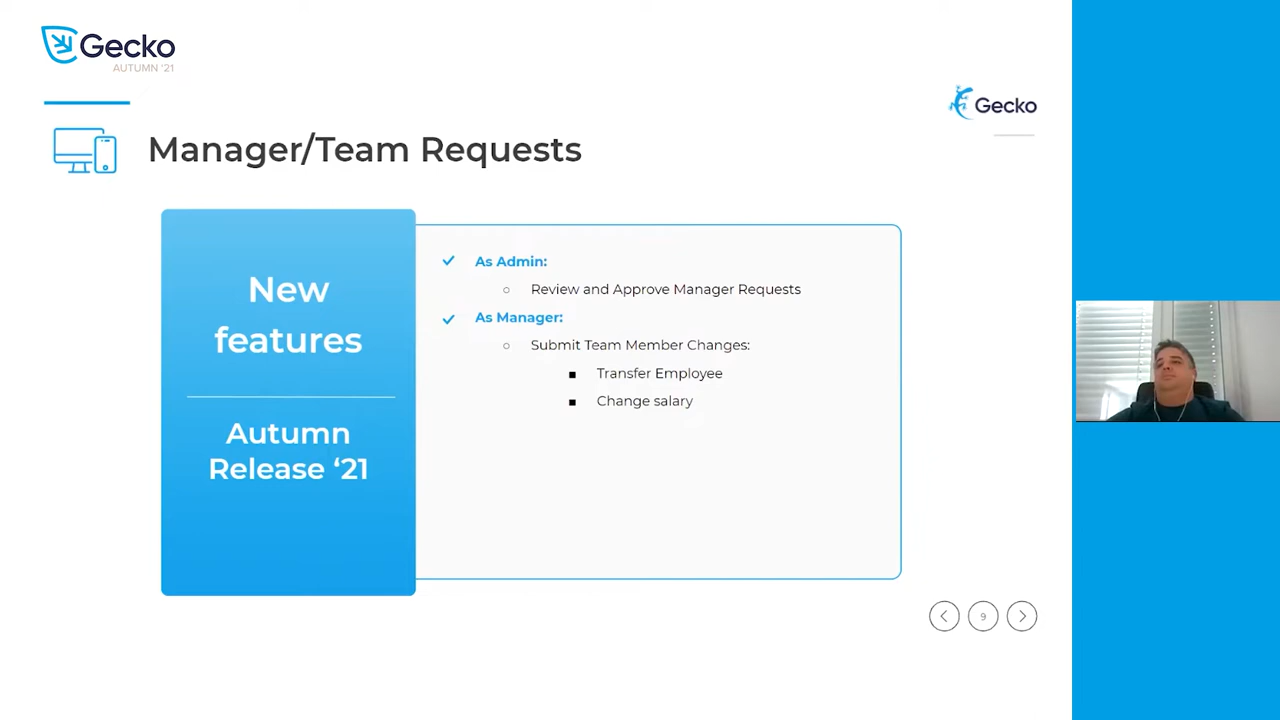 Gecko
AUTUMN '21
Gecko
Manager/Team Requests
New
features
Autumn
Release ‘21
As Admin:
Review and Approve Manager Requests
As Manager:
Submit Team Member Changes:
Transfer Employee
Change salary
9